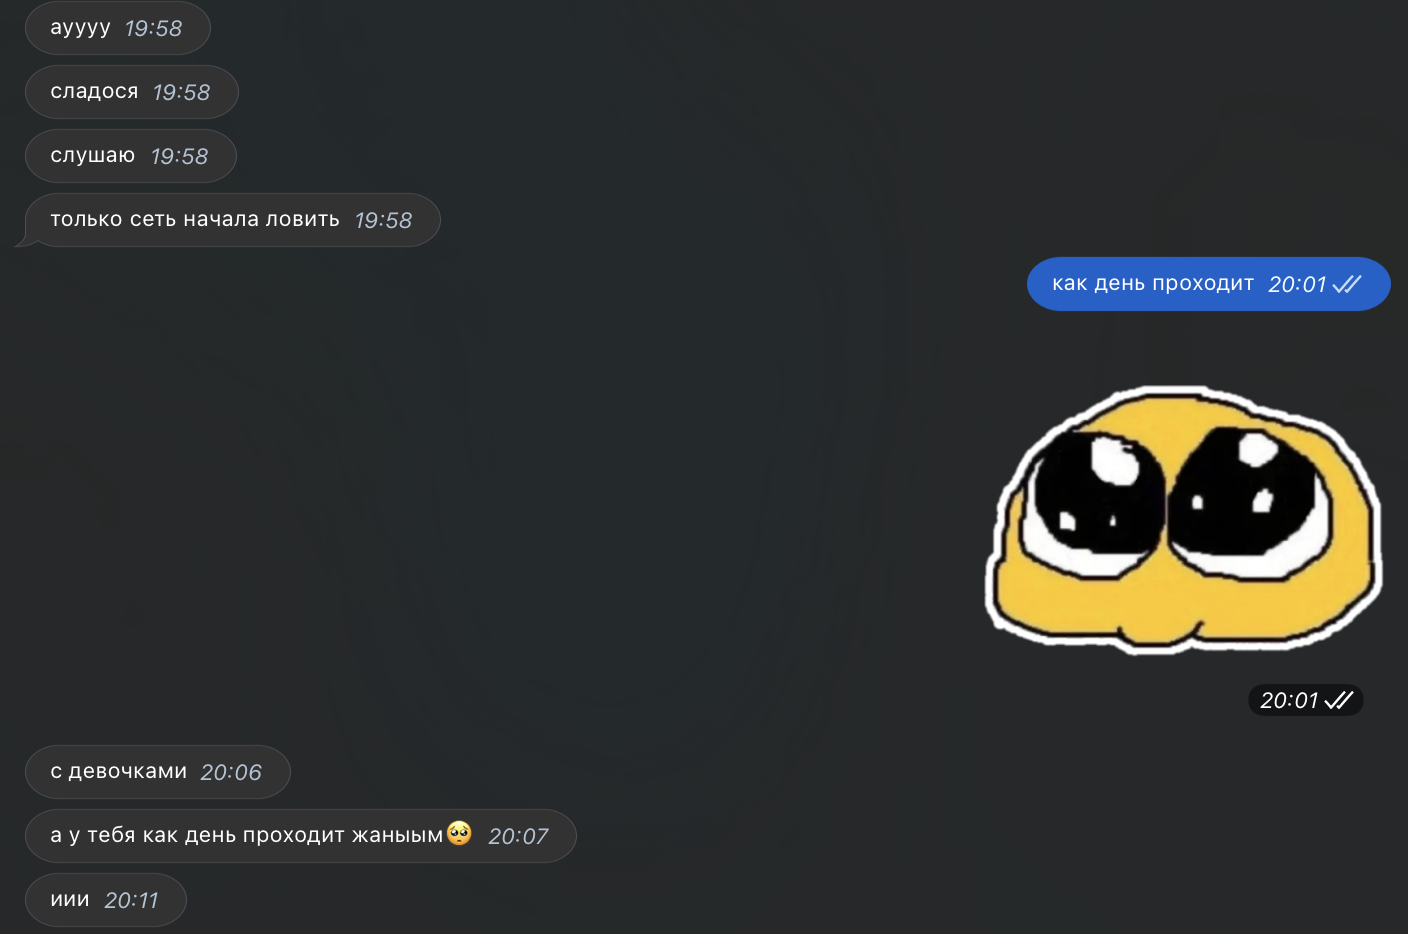 ауууу 19:58
сладося 19:58
слушаю 19:58
только сеть начала ловить 19:58
как день проходит 20:01
20:01
с девочками 20:06
а у тебя как день проходит жаныым🥺 20:07
иии 20:11